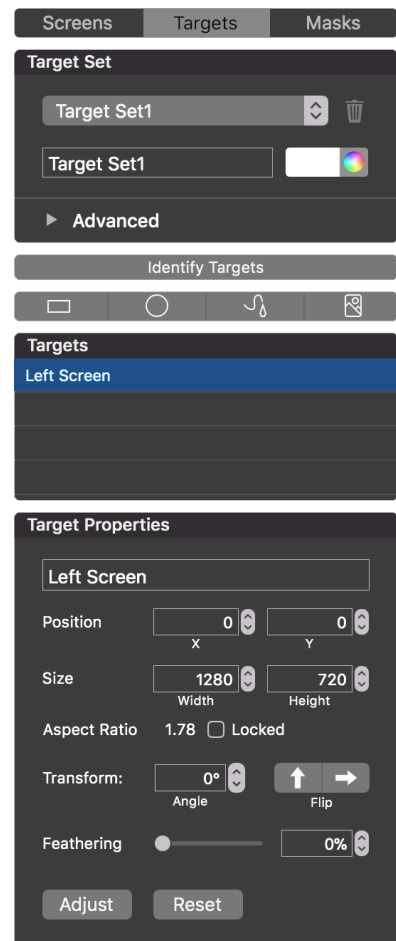 Screens Targets Masks
Target Set
Target Set1
Target Set1
Advanced
Identify Targets
Targets
Left Screen
Target Properties
Left Screen
Position 0 0
X Y
Size 1280 720
Width Height
Aspect Ratio 1.78 Locked
Transform: 0°
Angle Flip
Feathering 0%
Adjust Reset